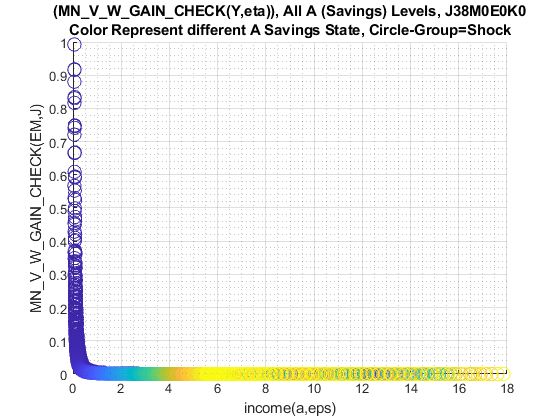 (MN_V_W_GAIN_CHECK(Y,eta)), All A (Savings) Levels, J38M0E0K0
Color Represent different A Savings State, Circle-Group=Shock
MN_V_W_GAIN_CHECK(EM,J)
1
0.9
0.8
0.7
0.6
0.5
0.4
0.3
0.2
0.1
0
0 2 4 6 8 10 12 14 16 18
income(a,eps)